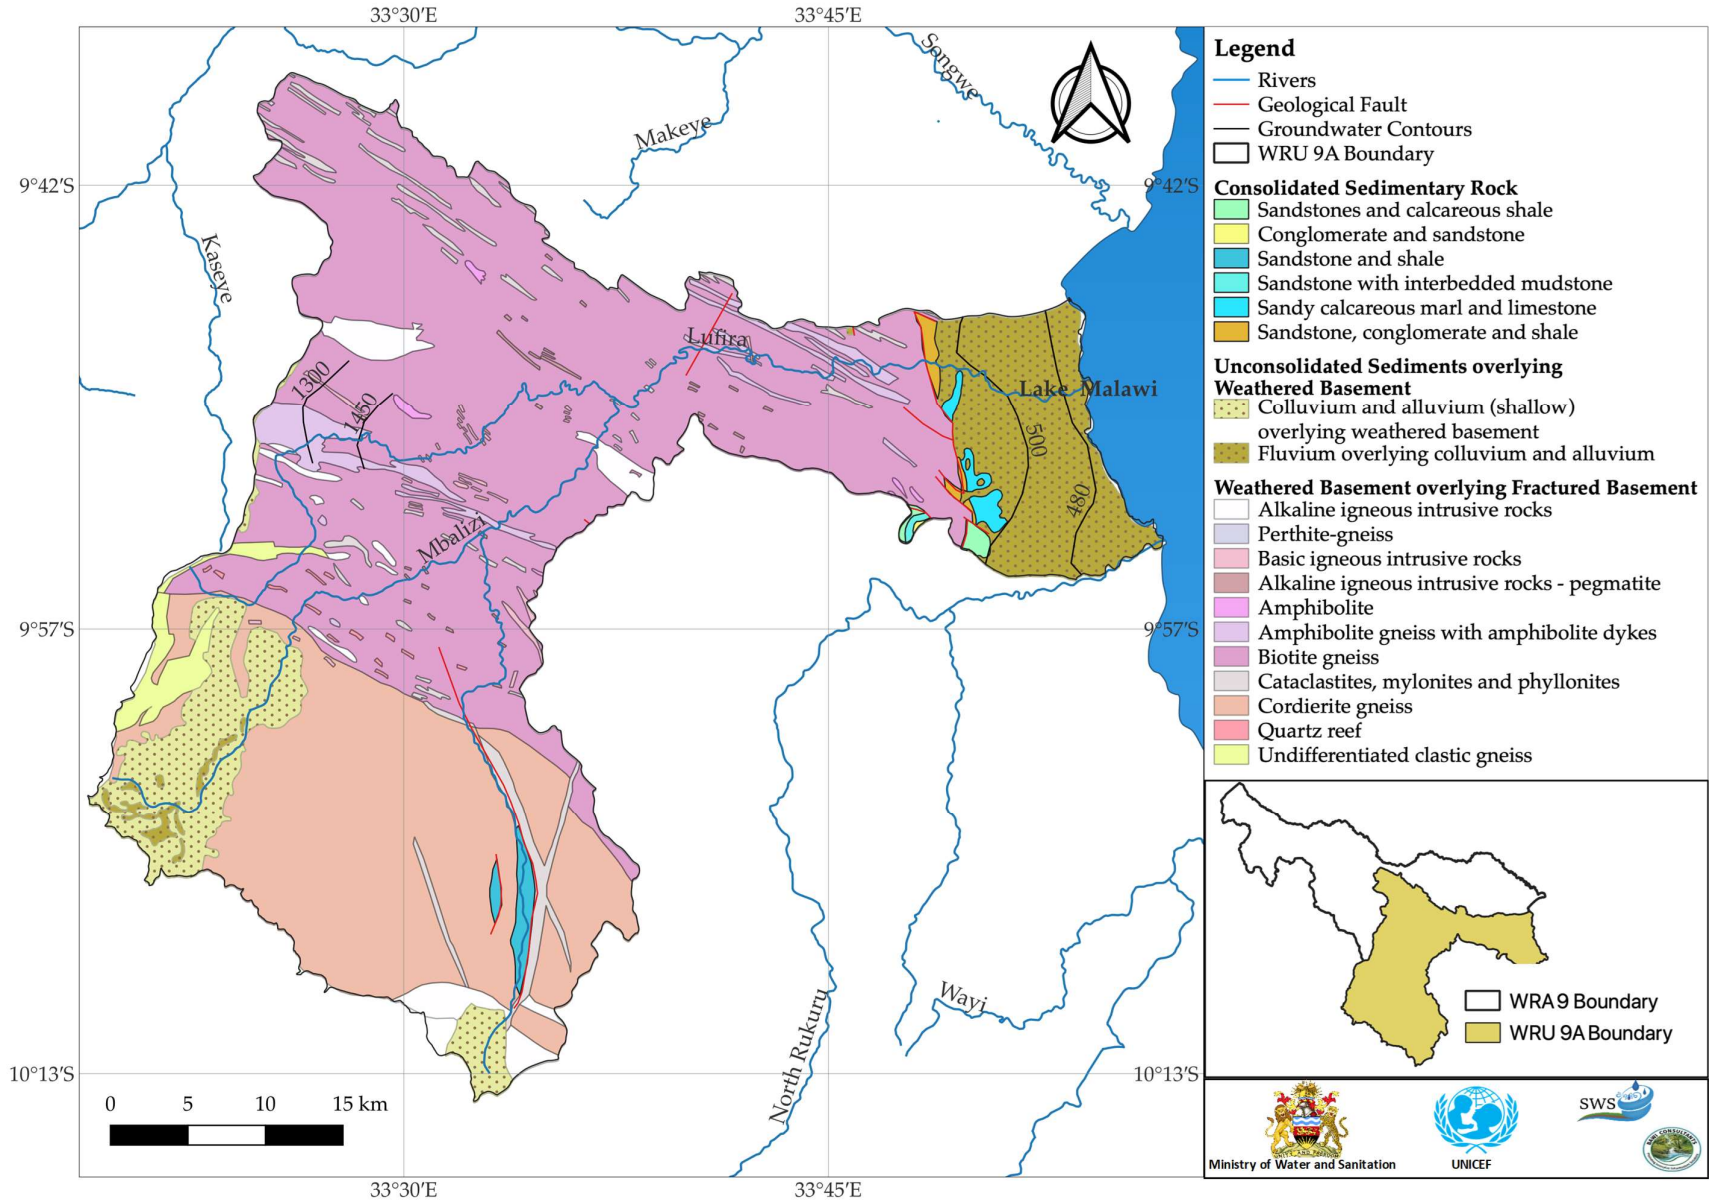 33°30′E
33°45′E
Songwe
Makeye
9°42′S
9°42′S
Kaseye
Lufira
1300
1450
Lake Malawi
500
480
Mbalizi
9°57′S
9°57′S
North Rukuru
Wayi
10°13′S
10°13′S
0 5 10 15 km
33°30′E
33°45′E
Legend
Rivers
Geological Fault
Groundwater Contours
WRU 9A Boundary
Consolidated Sedimentary Rock
Sandstones and calcareous shale
Conglomerate and sandstone
Sandstone and shale
Sandstone with interbedded mudstone
Sandy calcareous marl and limestone
Sandstone, conglomerate and shale
Unconsolidated Sediments overlying
Weathered Basement
Colluvium and alluvium (shallow)
overlying weathered basement
Fluvium overlying colluvium and alluvium
Weathered Basement overlying Fractured Basement
Alkaline igneous intrusive rocks
Perthite-gneiss
Basic igneous intrusive rocks
Alkaline igneous intrusive rocks - pegmatite
Amphibolite
Amphibolite gneiss with amphibolite dykes
Biotite gneiss
Cataclastites, mylonites and phyllonites
Cordierite gneiss
Quartz reef
Undifferentiated clastic gneiss
WRA 9 Boundary
WRU 9A Boundary
Ministry of Water and Sanitation
UNICEF
SWS